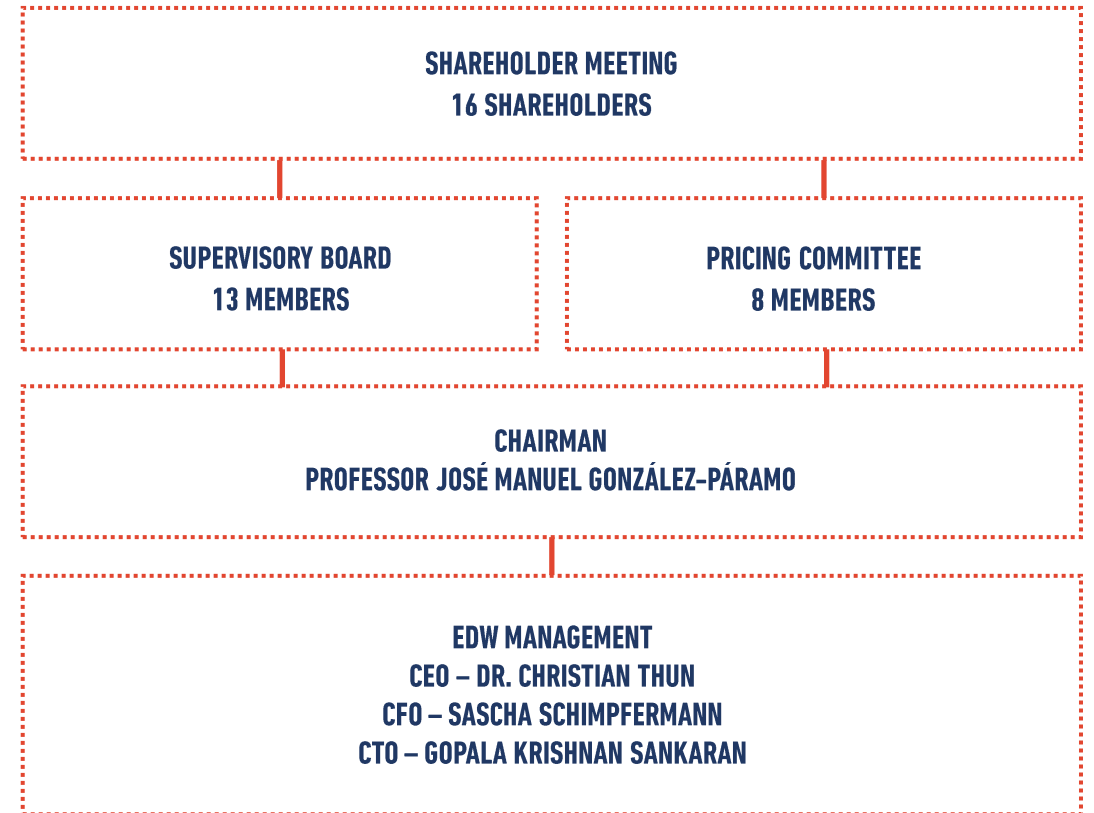 SHAREHOLDER MEETING
16 SHAREHOLDERS
SUPERVISORY BOARD
13 MEMBERS
PRICING COMMITTEE
8 MEMBERS
CHAIRMAN
PROFESSOR JOSÉ MANUEL GONZÁLEZ-PÁRAMO
EDW MANAGEMENT
CEO – DR. CHRISTIAN THUN
CFO – SASCHA SCHIMPFERMANN
CTO – GOPALA KRISHNAN SANKARAN